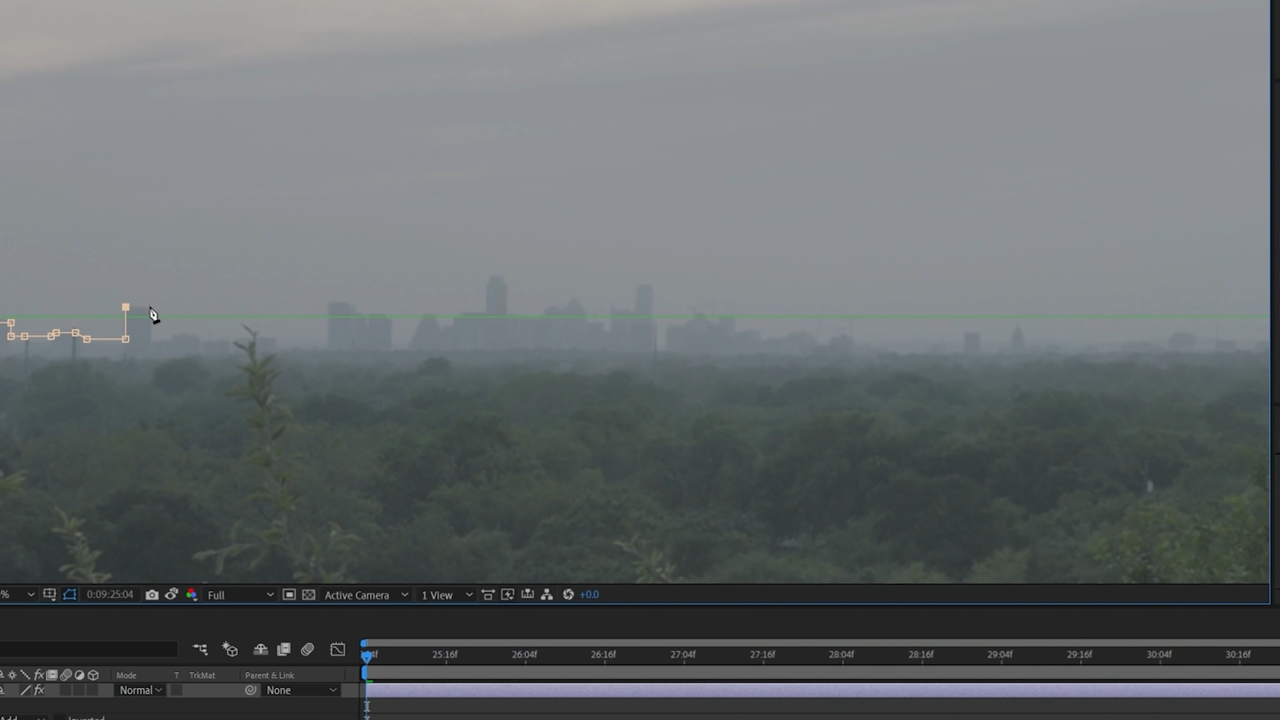 %
0:09:25:04
Full
Active Camera
1 View
+0.0
25:16f
26:04f
26:16f
27:04f
27:16f
28:04f
28:16f
29:04f
29:16f
30:04f
30:16f
Mode
T
TrkMat
Parent & Link
fx
Normal
None